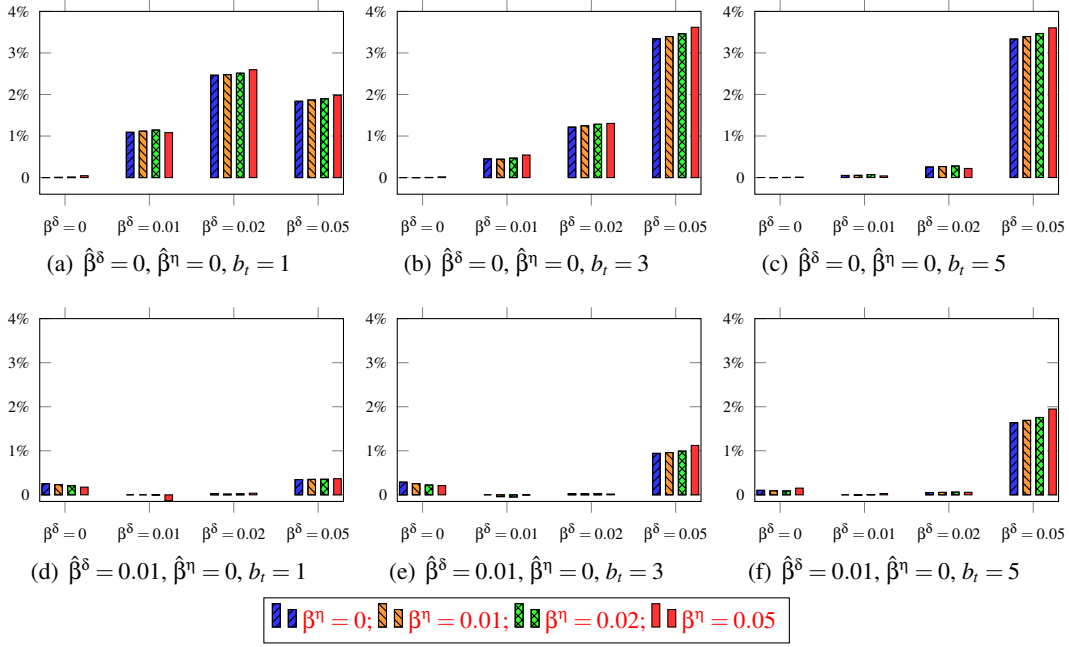 4% 4% 4%
3% 3% 3%
2% 2% 2%
1% 1% 1%
0 0 0
β^δ = 0 β^δ = 0.01 β^δ = 0.02 β^δ = 0.05 β^δ = 0 β^δ = 0.01 β^δ = 0.02 β^δ = 0.05 β^δ = 0 β^δ = 0.01 β^δ = 0.02 β^δ = 0.05
(a) β̂^δ = 0, β̂^η = 0, b_t = 1 (b) β̂^δ = 0, β̂^η = 0, b_t = 3 (c) β̂^δ = 0, β̂^η = 0, b_t = 5
4% 4% 4%
3% 3% 3%
2% 2% 2%
1% 1% 1%
0 0 0
β^δ = 0 β^δ = 0.01 β^δ = 0.02 β^δ = 0.05 β^δ = 0 β^δ = 0.01 β^δ = 0.02 β^δ = 0.05 β^δ = 0 β^δ = 0.01 β^δ = 0.02 β^δ = 0.05
(d) β̂^δ = 0.01, β̂^η = 0, b_t = 1 (e) β̂^δ = 0.01, β̂^η = 0, b_t = 3 (f) β̂^δ = 0.01, β̂^η = 0, b_t = 5
β^η = 0; β^η = 0.01; β^η = 0.02; β^η = 0.05